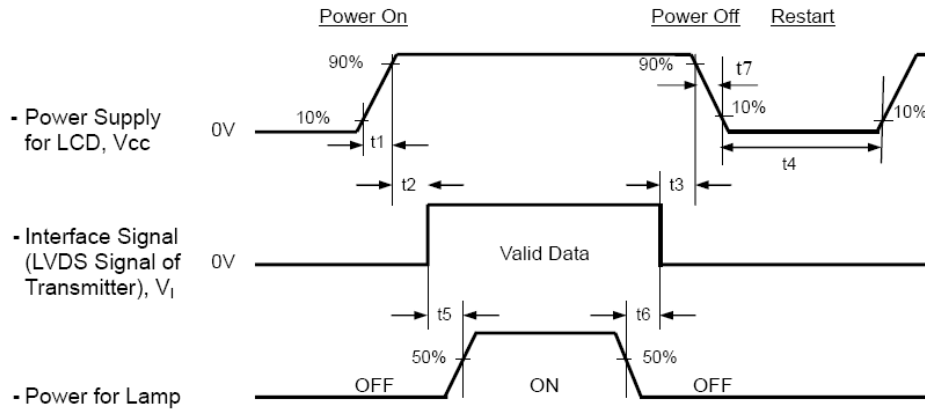 Power On
Power Off
Restart
90%
90%
t7
- Power Supply
for LCD, Vcc
0V
10%
t1
10%
10%
t4
t2
t3
- Interface Signal
(LVDS Signal of
Transmitter), VI
0V
Valid Data
t5
t6
50%
50%
- Power for Lamp
OFF
ON
OFF